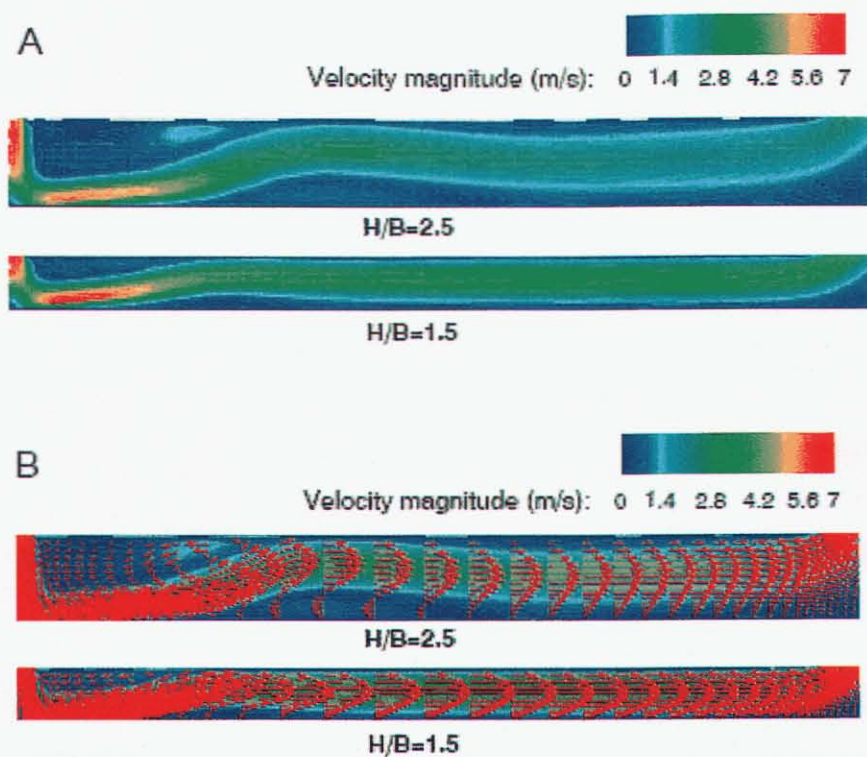 A
Velocity magnitude (m/s): 0 1.4 2.8 4.2 5.6 7
H/B=2.5
H/B=1.5
B
Velocity magnitude (m/s): 0 1.4 2.8 4.2 5.6 7
H/B=2.5
H/B=1.5